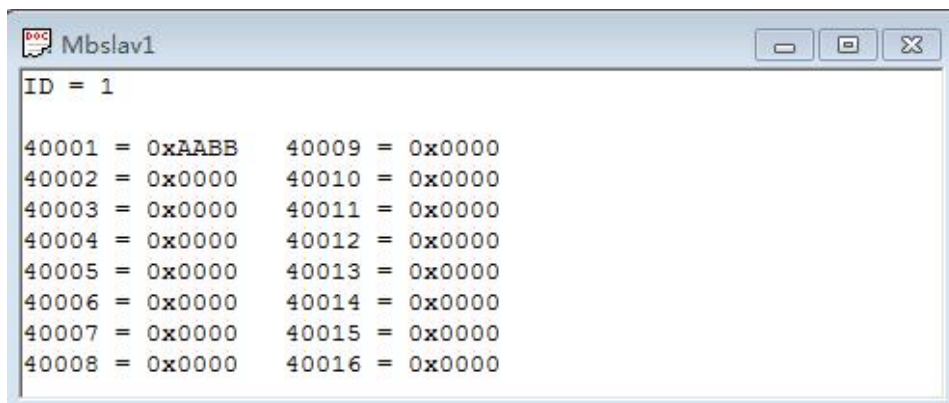 DOC
Mbslav1
ID = 1
40001 = 0xAABB   40009 = 0x0000
40002 = 0x0000   40010 = 0x0000
40003 = 0x0000   40011 = 0x0000
40004 = 0x0000   40012 = 0x0000
40005 = 0x0000   40013 = 0x0000
40006 = 0x0000   40014 = 0x0000
40007 = 0x0000   40015 = 0x0000
40008 = 0x0000   40016 = 0x0000